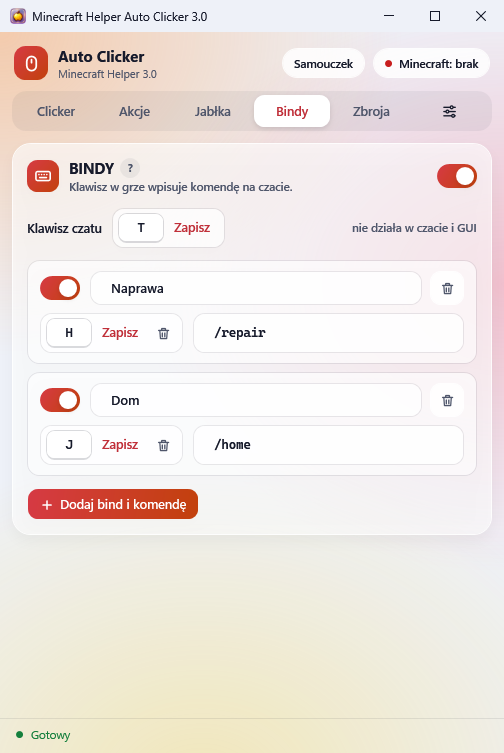 Minecraft Helper Auto Clicker 3.0
Auto Clicker
Minecraft Helper 3.0
Samouczek
Minecraft: brak
Clicker Akcje Jabłka Bindy Zbroja
BINDY ?
Klawisz w grze wpisuje komendę na czacie.
Klawisz czatu T Zapisz nie działa w czacie i GUI
Naprawa
H Zapisz /repair
Dom
J Zapisz /home
+ Dodaj bind i komendę
Gotowy